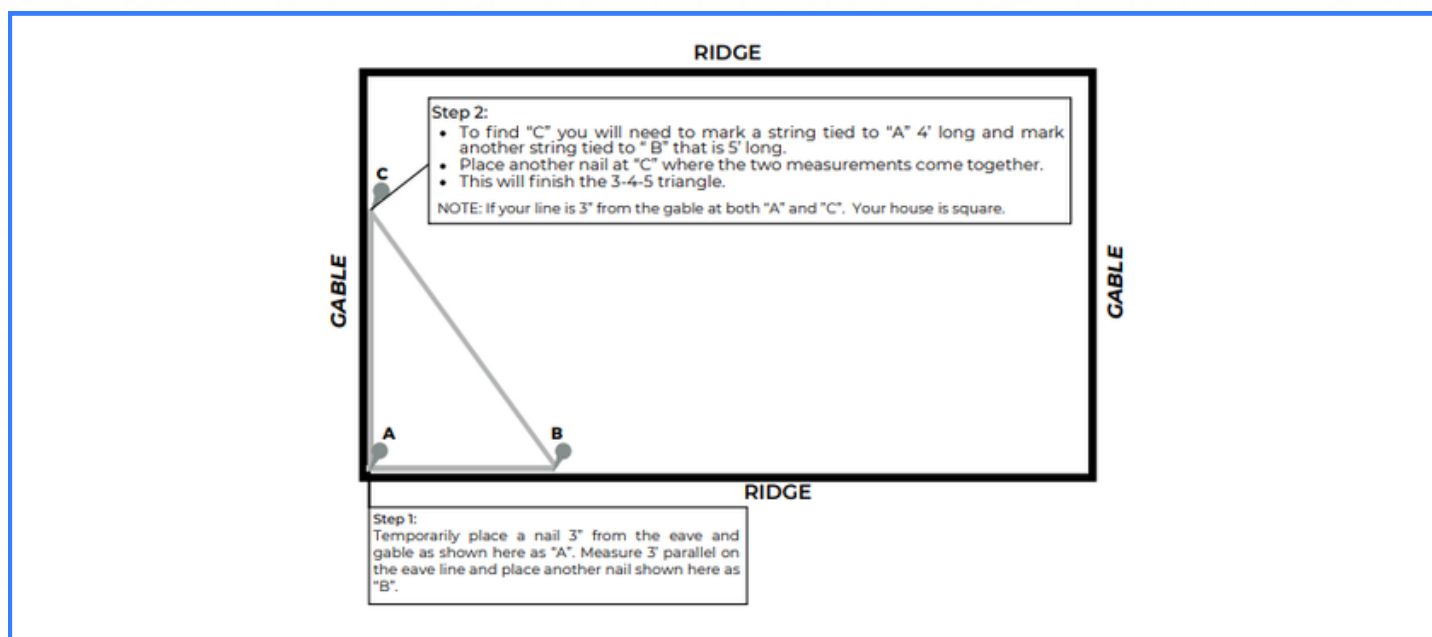 RIDGE
Step 2:
• To find “C” you will need to mark a string tied to “A” 4’ long and mark
another string tied to “ B” that is 5’ long.
• Place another nail at “C” where the two measurements come together.
• This will finish the 3-4-5 triangle.
NOTE: If your line is 3” from the gable at both “A” and “C”. Your house is square.
C
GABLE
GABLE
A
B
RIDGE
Step 1:
Temporarily place a nail 3” from the eave and
gable as shown here as “A”. Measure 3’ parallel on
the eave line and place another nail shown here as
“B”.